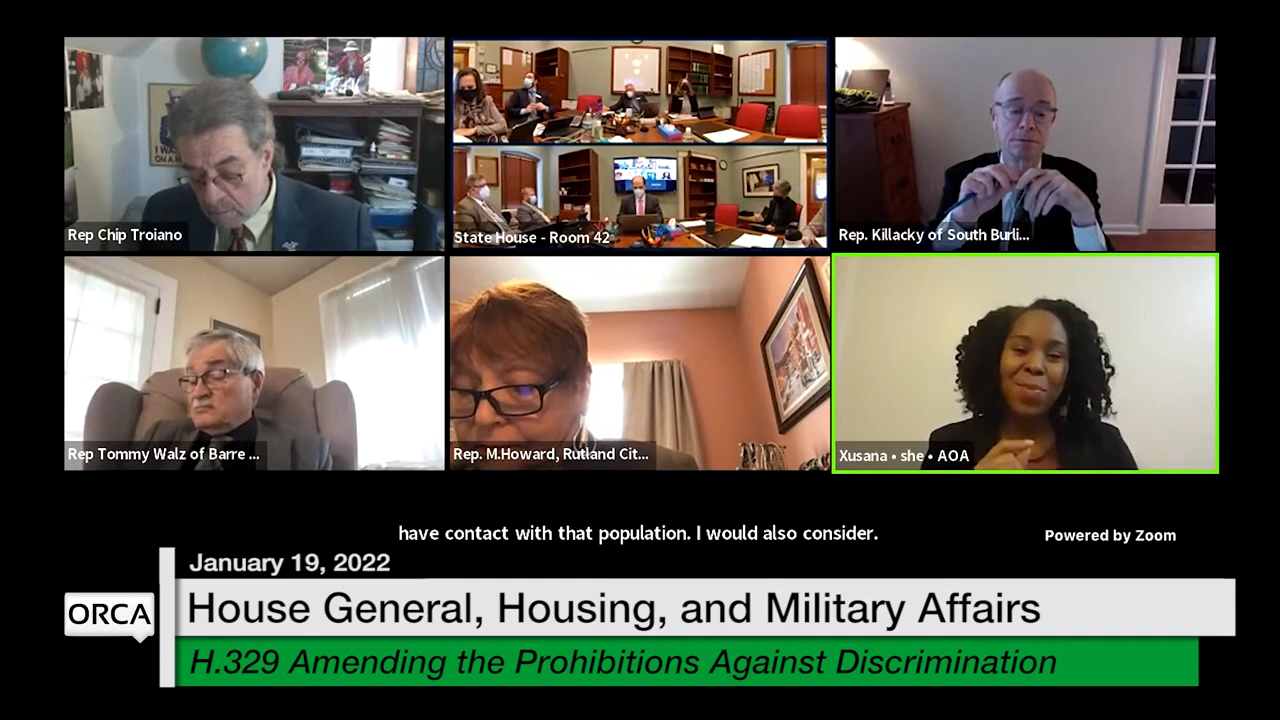 I WA
ON A H
Rep Chip Troiano
State House - Room 42
Rep. Killacky of South Burli...
Rep Tommy Walz of Barre ...
Rep. M.Howard, Rutland Cit...
Xusana • she • AOA
have contact with that population. I would also consider.
Powered by Zoom
January 19, 2022
ORCA
House General, Housing, and Military Affairs
H.329 Amending the Prohibitions Against Discrimination